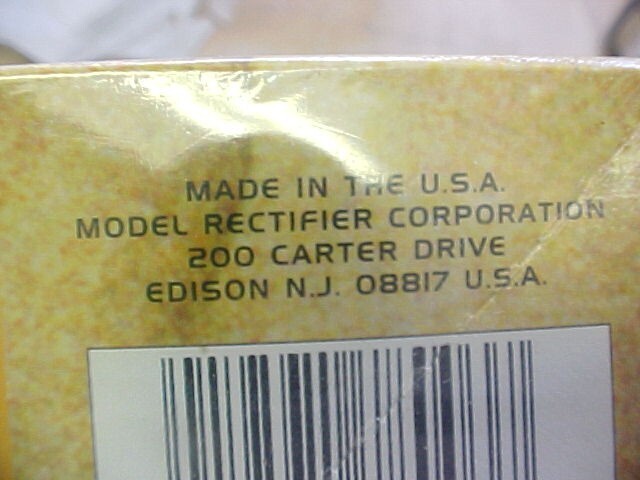 MADE IN THE U.S.A.
MODEL RECTIFIER CORPORATION
200 CARTER DRIVE
EDISON N.J. 08817 U.S.A.